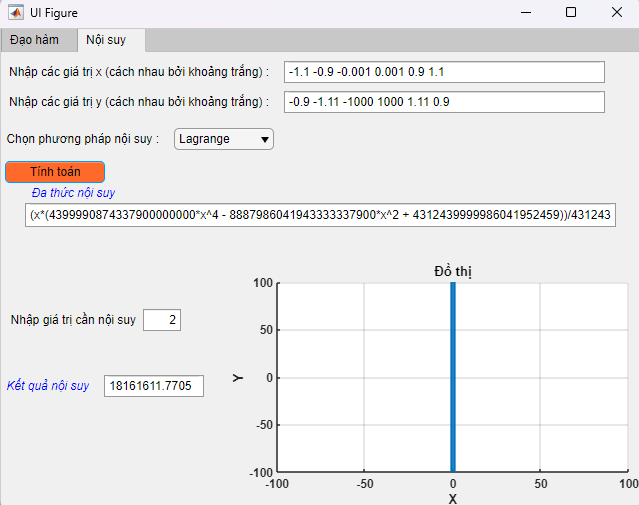 UI Figure
Đạo hàm Nội suy
Nhập các giá trị x (cách nhau bởi khoảng trắng) : -1.1 -0.9 -0.001 0.001 0.9 1.1
Nhập các giá trị y (cách nhau bởi khoảng trắng) : -0.9 -1.11 -1000 1000 1.11 0.9
Chọn phương pháp nội suy : Lagrange
Tính toán
Đa thức nội suy
(x*(4399990874337900000000*x^4 - 8887986041943333337900*x^2 + 4312439999986041952459))/431243
Đồ thị
100
50
Nhập giá trị cần nội suy 2
Y
0
Kết quả nội suy 18161611.7705
-50
-100
-100 -50 0 50 100
X